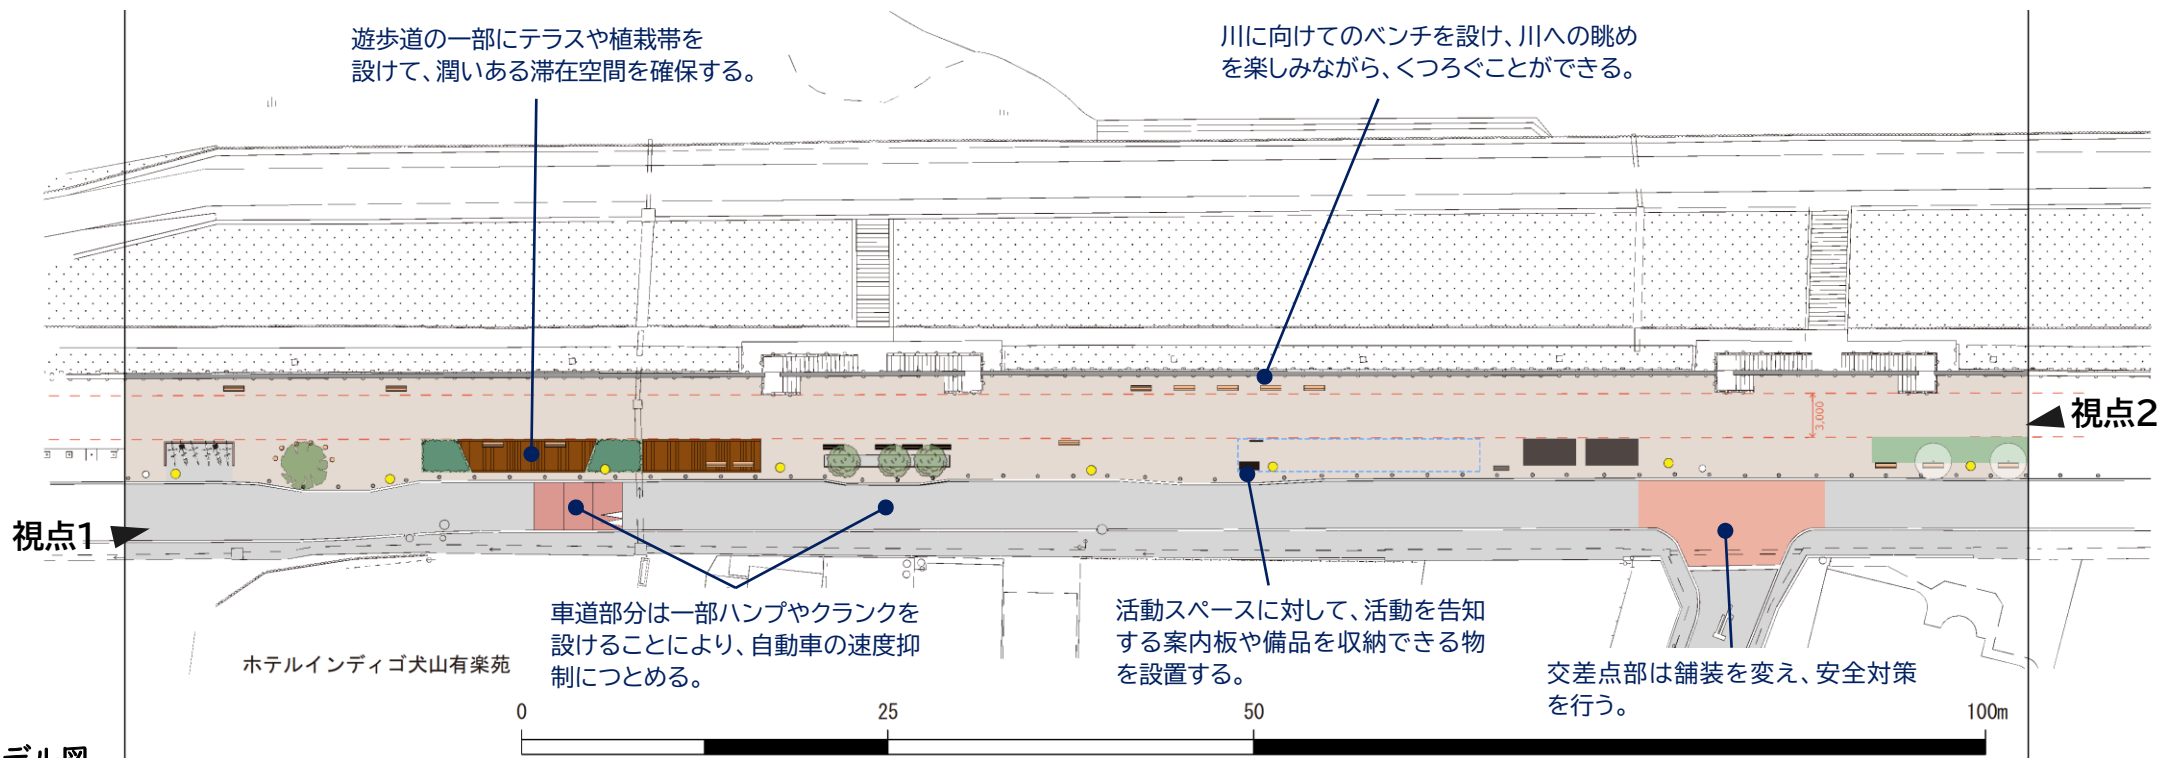 遊歩道の一部にテラスや植栽帯を
設けて、潤いある滞在空間を確保する。
川に向けてのベンチを設け、川への眺め
を楽しみながら、くつろぐことができる。
3,000
視点2
視点1
車道部分は一部ハンプやクランクを
設けることにより、自動車の速度抑
制につとめる。
活動スペースに対して、活動を告知
する案内板や備品を収納できる物
を設置する。
交差点部は舗装を変え、安全対策
を行う。
ホテルインディゴ犬山有楽苑
0
25
50
100m
デル図